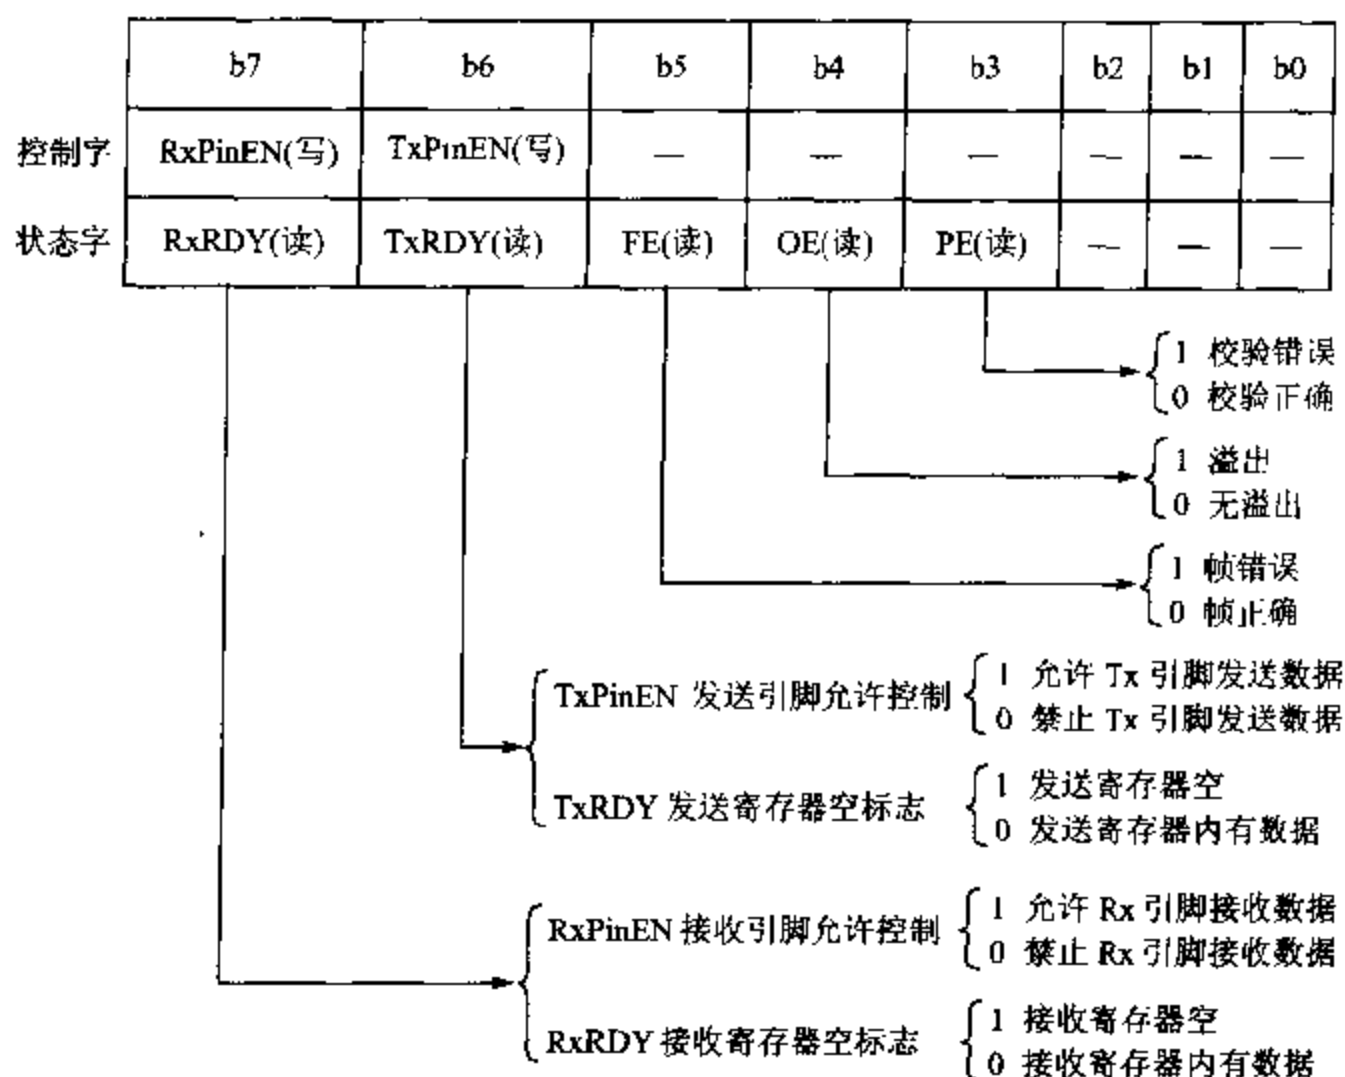 b7 b6 b5 b4 b3 b2 b1 b0
控制字 RxPinEN(写) TxPinEN(写) — — — — — —
状态字 RxRDY(读) TxRDY(读) FE(读) OE(读) PE(读) — — —
1 校验错误
0 校验正确
1 溢出
0 无溢出
1 帧错误
0 帧正确
TxPinEN 发送引脚允许控制
1 允许 Tx 引脚发送数据
0 禁止 Tx 引脚发送数据
TxRDY 发送寄存器空标志
1 发送寄存器空
0 发送寄存器内有数据
RxPinEN 接收引脚允许控制
1 允许 Rx 引脚接收数据
0 禁止 Rx 引脚接收数据
RxRDY 接收寄存器空标志
1 接收寄存器空
0 接收寄存器内有数据